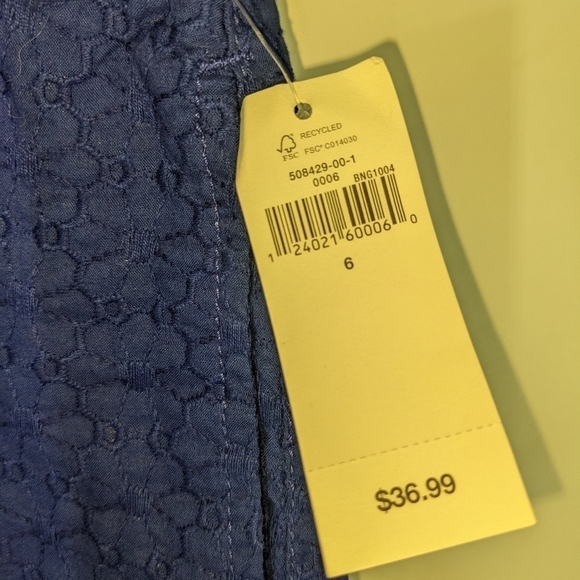 RECYCLED
FSC
FSC® C014030
508429-00-1
0006 BNG1004
1 24021 60006 0
6
$36.99